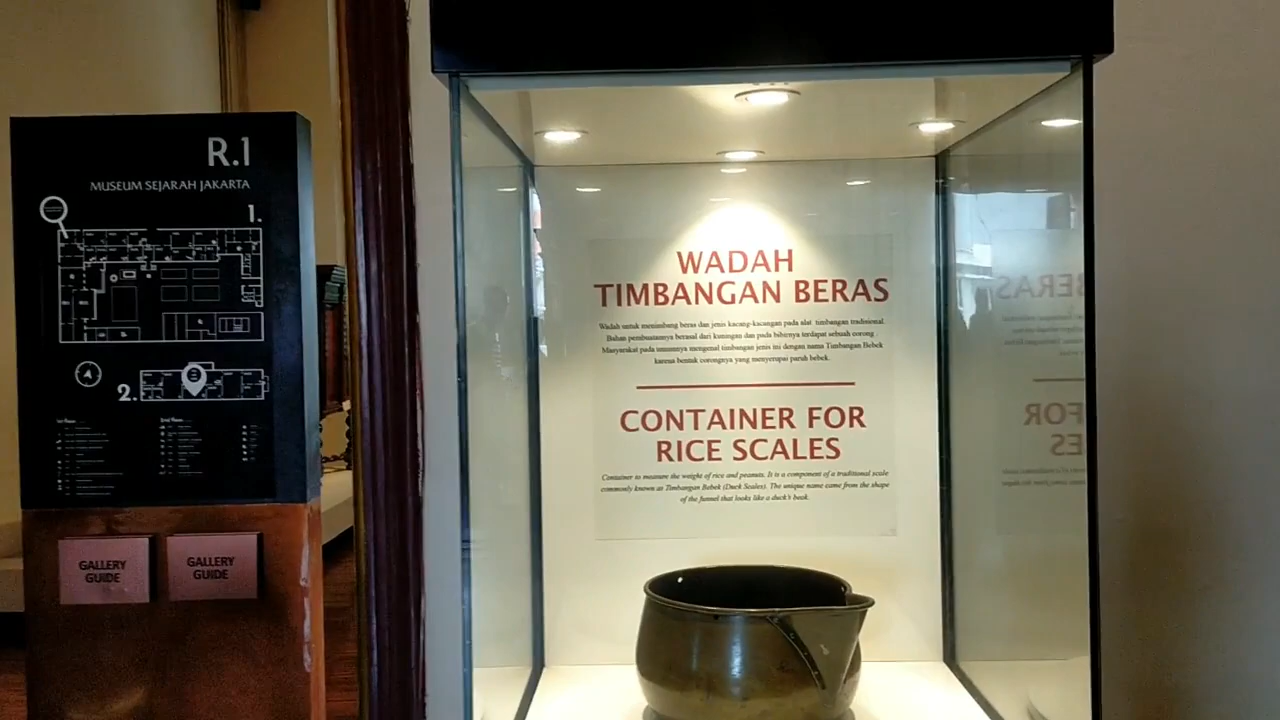 R.1
MUSEUM SEJARAH JAKARTA
1.
2.
GALLERY
GUIDE
GALLERY
GUIDE
WADAH
TIMBANGAN BERAS
Wadah untuk menimbang beras dan jenis kacang-kacangan pada alat timbangan tradisional.
Bahan pembuatannya berasal dari kuningan dan pada bibirnya terdapat sebuah corong.
Masyarakat pada umumnya mengenal timbangan jenis ini dengan nama Timbangan Bebek
karena bentuk corongnya yang menyerupai paruh bebek.
CONTAINER FOR
RICE SCALES
Container to measure the weight of rice and peanuts. It is a component of a traditional scale
commonly known as Timbangan Bebek (Duck Scales). The unique name came from the shape
of the funnel that looks like a duck's beak.